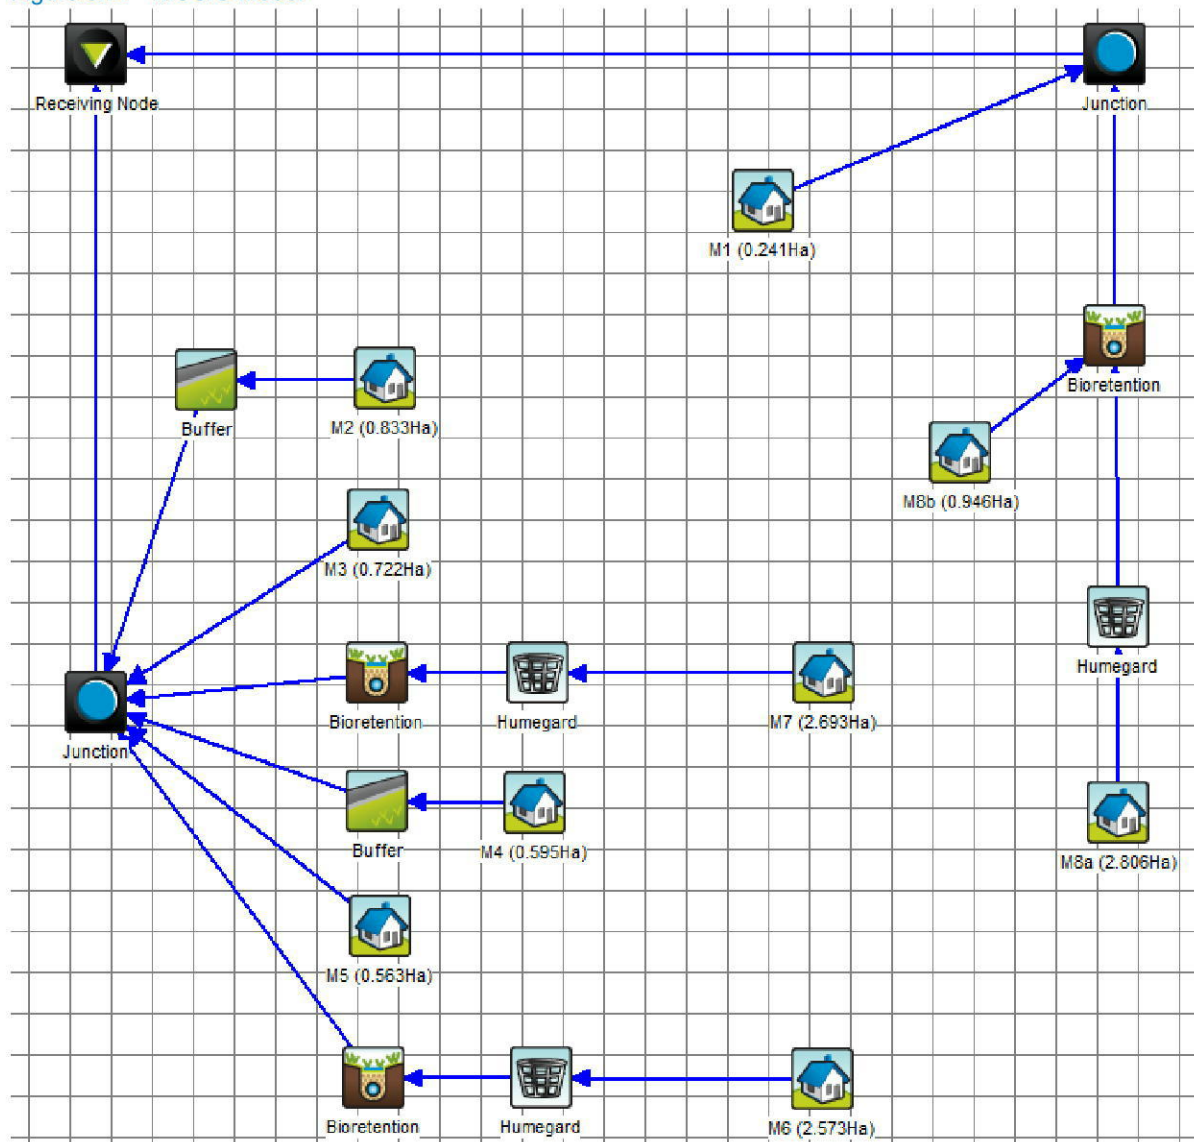 Receiving Node
Junction
M1 (0.241Ha)
Bioretention
Buffer
M2 (0.833Ha)
M8b (0.946Ha)
M3 (0.722Ha)
Humegard
Bioretention
Humegard
M7 (2.693Ha)
Junction
Buffer
M4 (0.595Ha)
M8a (2.806Ha)
M5 (0.563Ha)
Bioretention
Humegard
M6 (2.573Ha)